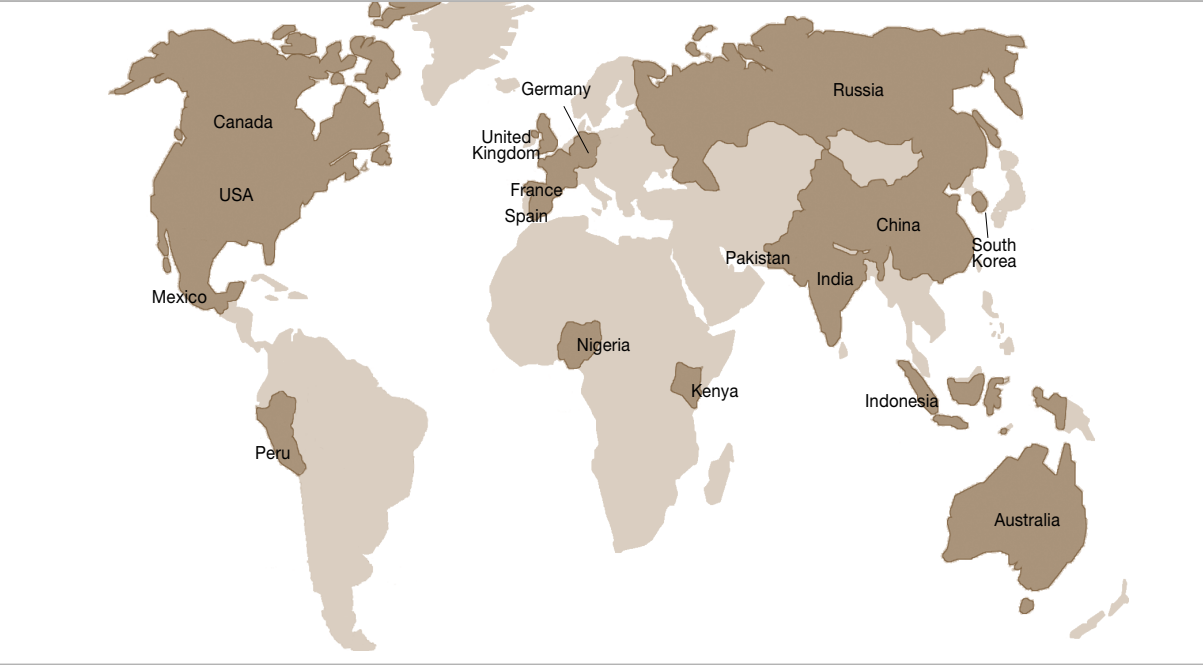 Germany
Russia
Canada
United
Kingdom
USA
France
Spain
China
South
Korea
Pakistan
India
Mexico
Nigeria
Kenya
Indonesia
Peru
Australia